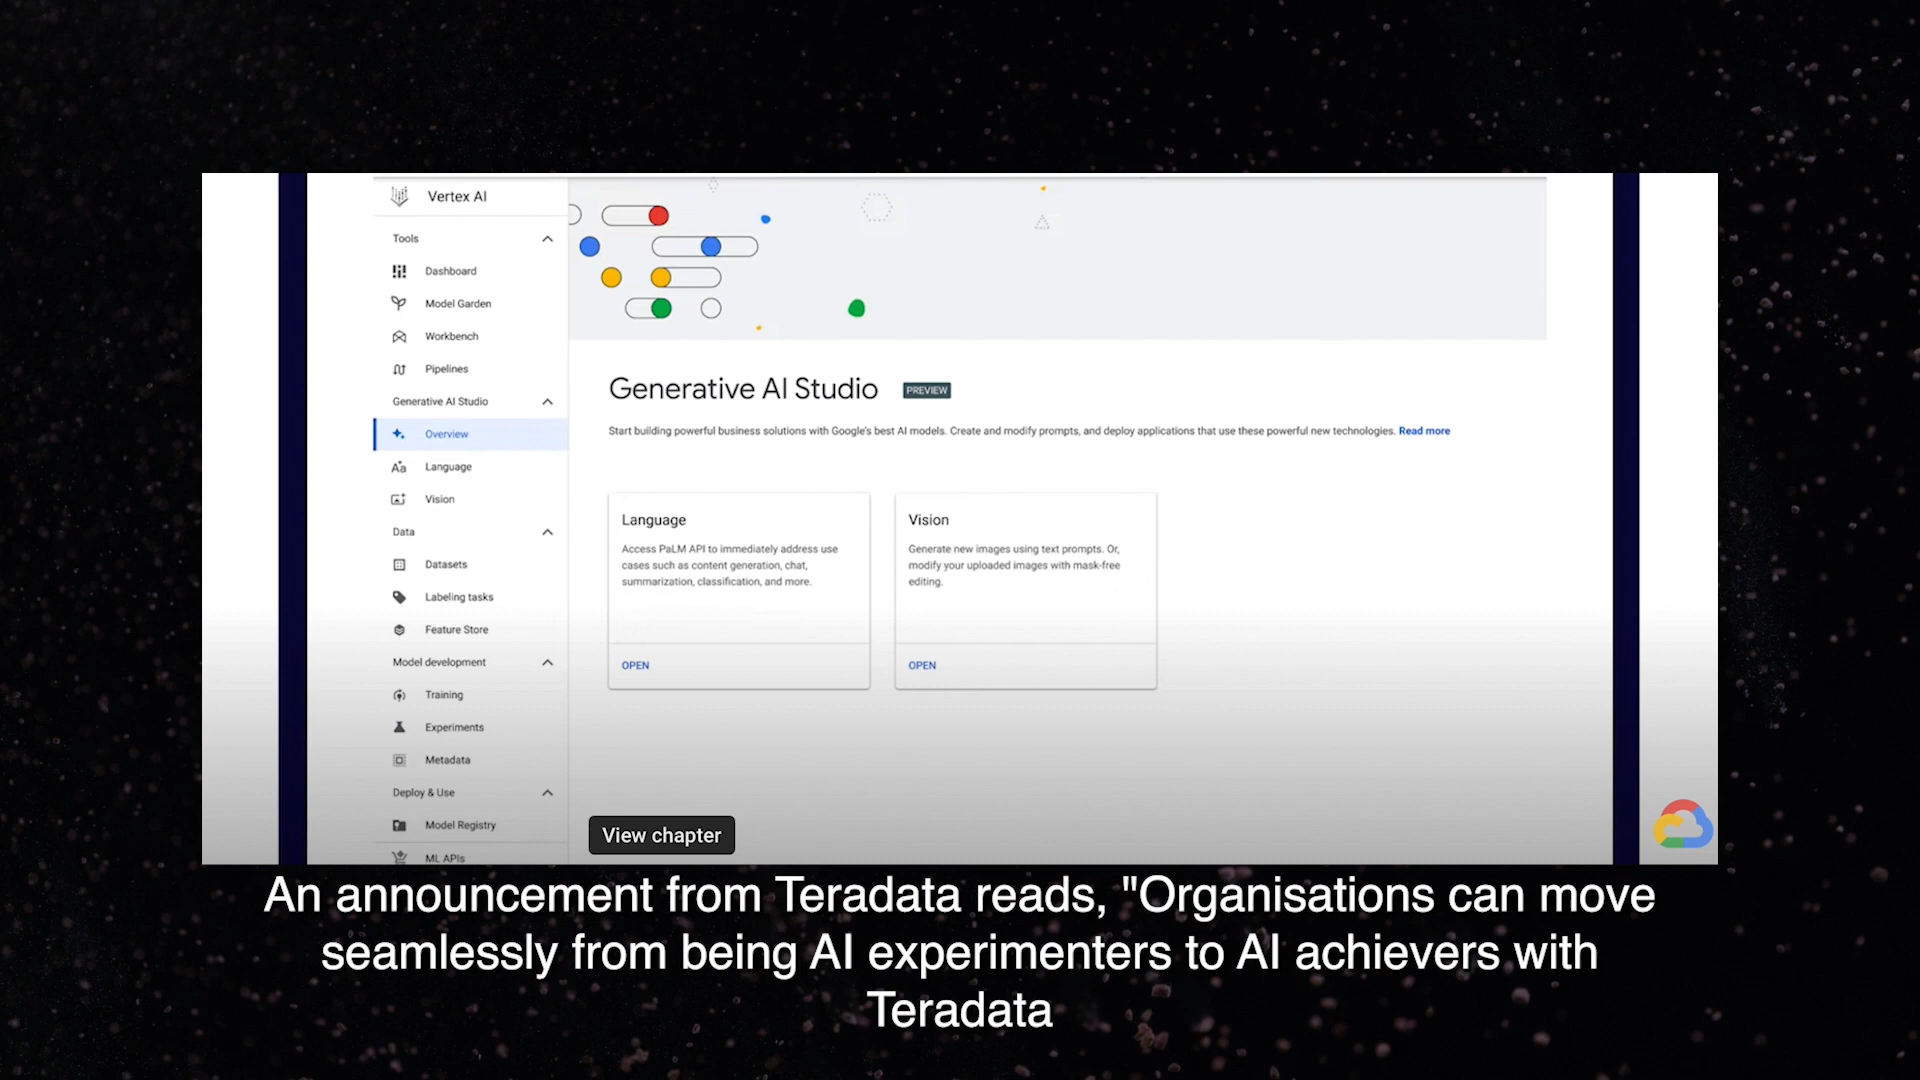 Vertex AI
Tools
Dashboard
Model Garden
Workbench
Pipelines
Generative AI Studio
Overview
Language
Vision
Data
Datasets
Labeling tasks
Feature Store
Model development
Training
Experiments
Metadata
Deploy & Use
Model Registry
ML APIs
Generative AI Studio PREVIEW
Start building powerful business solutions with Google's best AI models. Create and modify prompts, and deploy applications that use these powerful new technologies. Read more
Language
Access PaLM API to immediately address use
cases such as content generation, chat,
summarization, classification, and more.
OPEN
Vision
Generate new images using text prompts. Or,
modify your uploaded images with mask-free
editing.
OPEN
View chapter
An announcement from Teradata reads, "Organisations can move
seamlessly from being AI experimenters to AI achievers with
Teradata